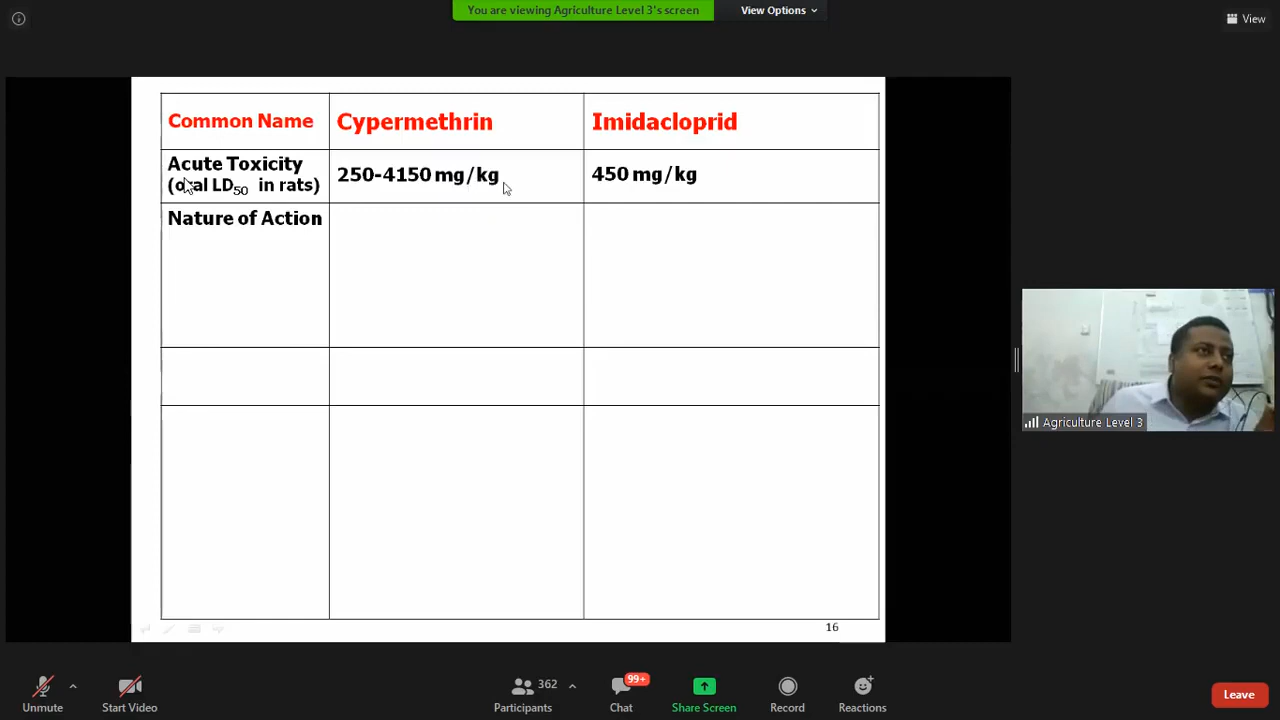 You are viewing Agriculture Level 3's screen
View Options
View
Common Name
Cypermethrin
Imidacloprid
Acute Toxicity
(oral LD50 in rats)
250-4150 mg/kg
450 mg/kg
Nature of Action
Agriculture Level 3
16
Unmute
Start Video
362
Participants
99+
Chat
Share Screen
Record
Reactions
Leave